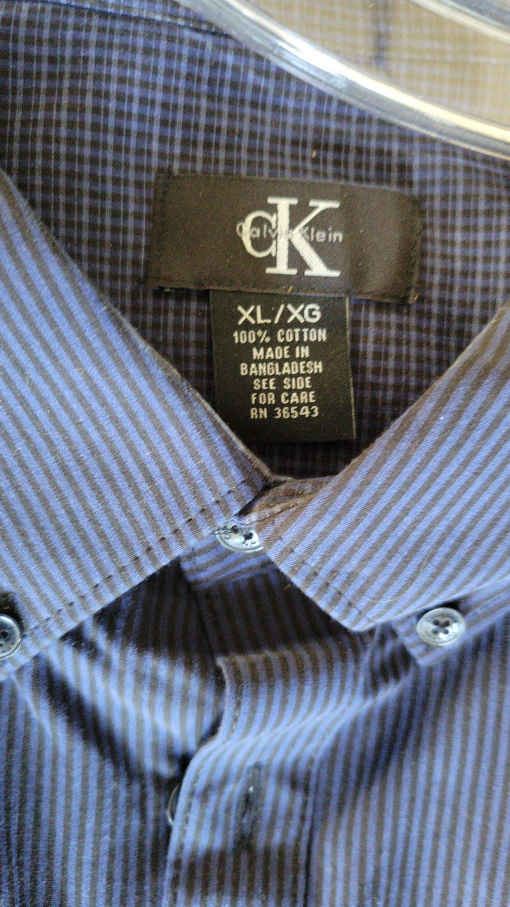 cK
Calvin Klein
XL/XG
100% COTTON
MADE IN
BANGLADESH
SEE SIDE
FOR CARE
RN 36543